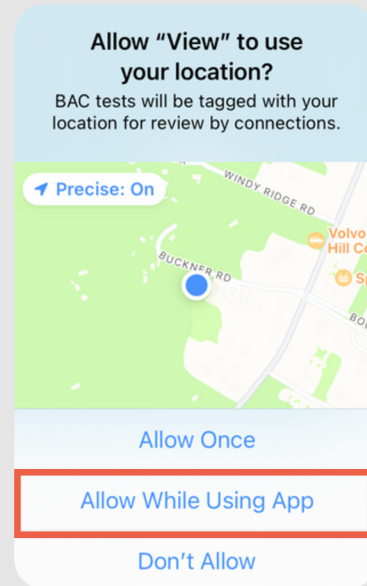 Allow “View” to use
your location?
BAC tests will be tagged with your
location for review by connections.
Precise: On
WINDY RIDGE RD
Volvo
Hill
BUCKNER RD
Allow Once
Allow While Using App
Don’t Allow